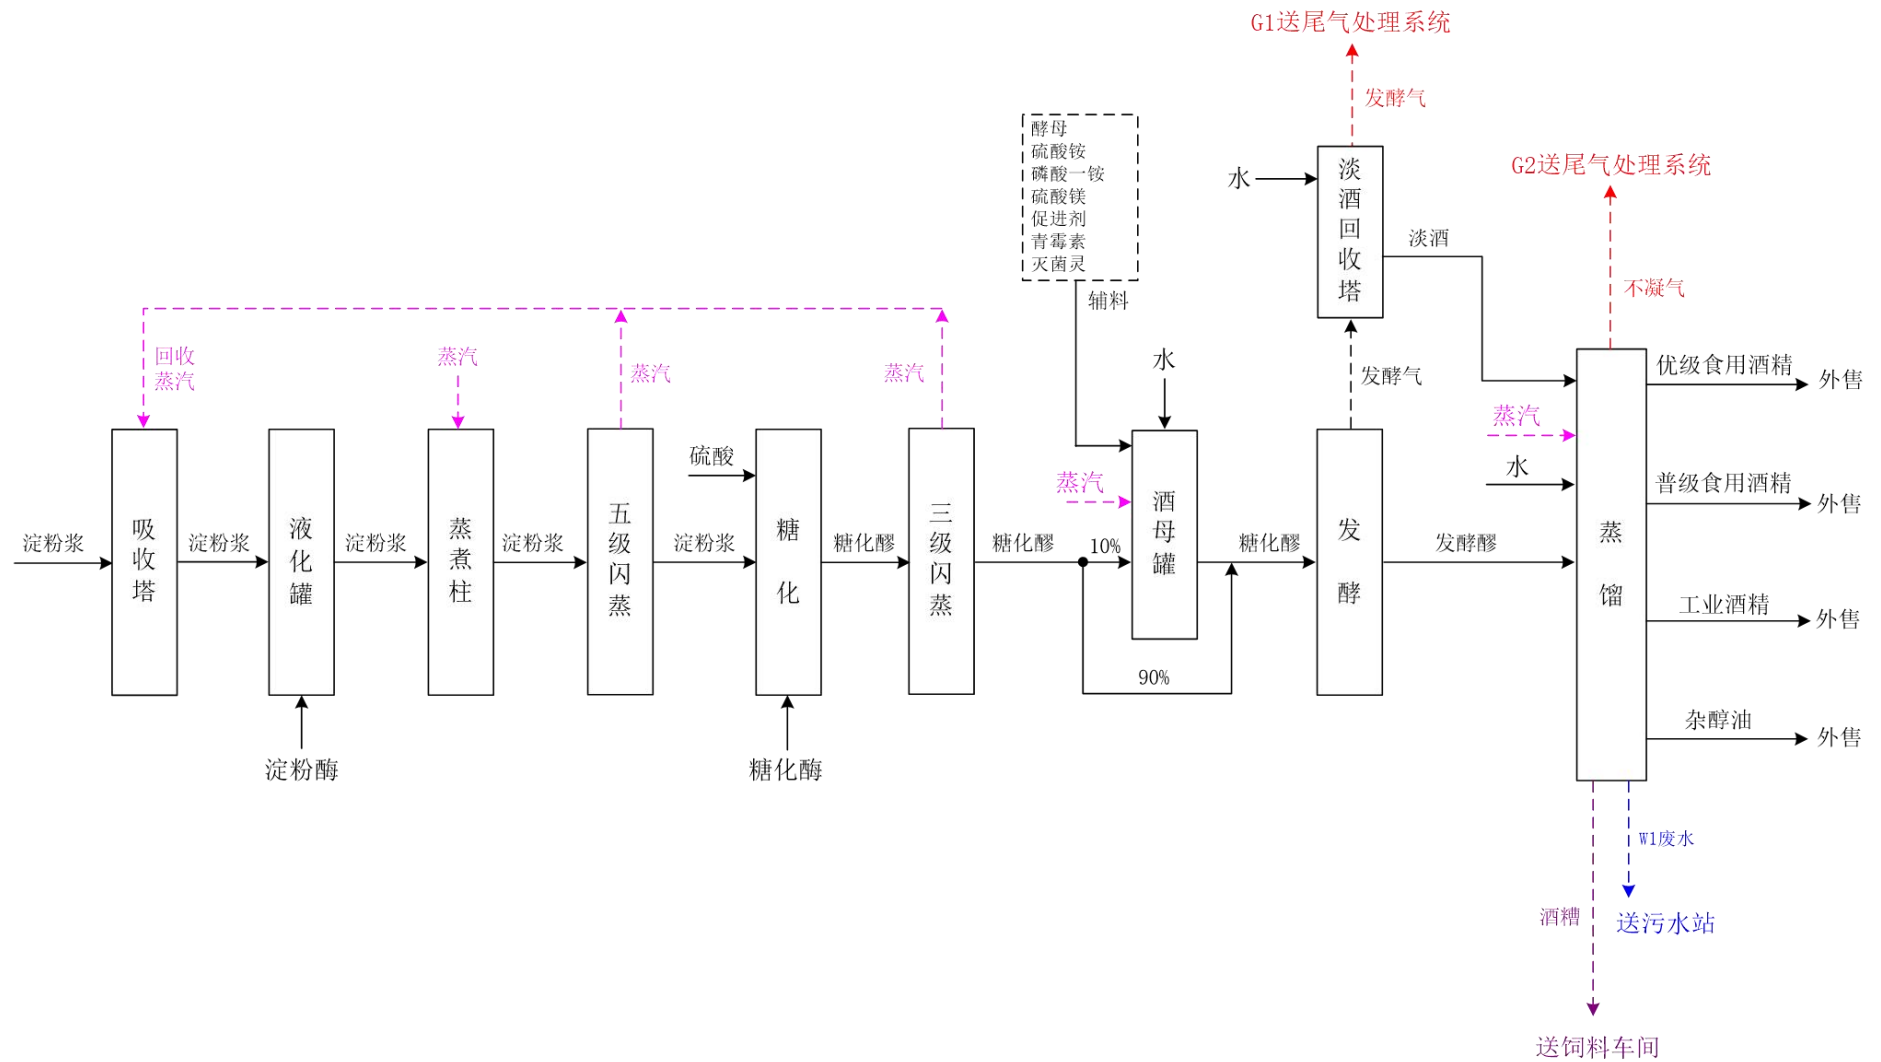 G1送尾气处理系统
发酵气
酵母
硫酸铵
磷酸一铵
硫酸镁
促进剂
青霉素
灭菌灵
辅料
水
淡酒回收塔
淡酒
G2送尾气处理系统
不凝气
回收
蒸汽
蒸汽
蒸汽
蒸汽
水
发酵气
优级食用酒精
外售
蒸汽
水
普级食用酒精
外售
硫酸
蒸汽
淀粉浆
吸收塔
淀粉浆
液化罐
淀粉浆
蒸煮柱
淀粉浆
五级闪蒸
淀粉浆
糖化
糖化醪
三级闪蒸
糖化醪
10%
酒母罐
糖化醪
发酵
发酵醪
蒸馏
工业酒精
外售
90%
杂醇油
外售
淀粉酶
糖化酶
W1废水
送污水站
酒糟
送饲料车间